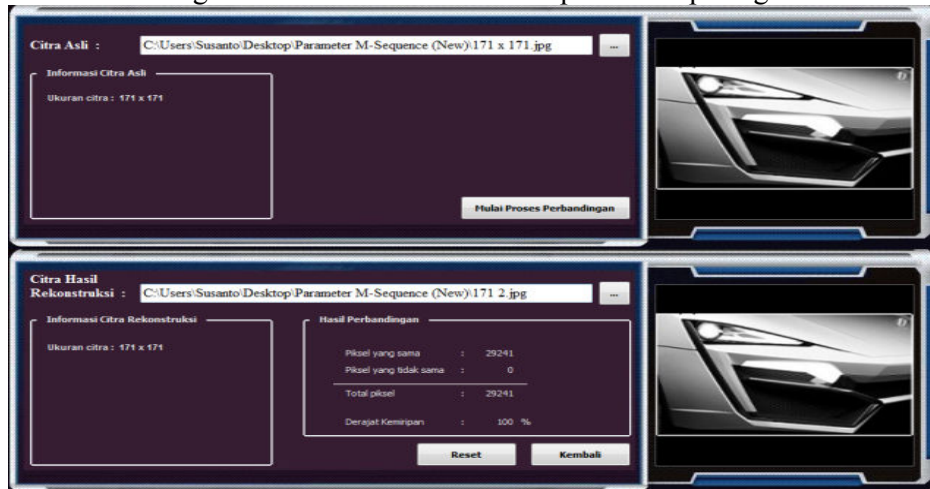 Citra Asli :
C:\Users\Susanto\Desktop\Parameter M-Sequence (New)\171 x 171.jpg
...
Informasi Citra Asli
Ukuran citra : 171 x 171
Mulai Proses Perbandingan
Citra Hasil
Rekonstruksi :
C:\Users\Susanto\Desktop\Parameter M-Sequence (New)\171 2.jpg
...
Informasi Citra Rekonstruksi
Ukuran citra : 171 x 171
Hasil Perbandingan
Piksel yang sama : 29241
Piksel yang tidak sama : 0
Total piksel : 29241
Derajat Kemiripan : 100 %
Reset
Kembali